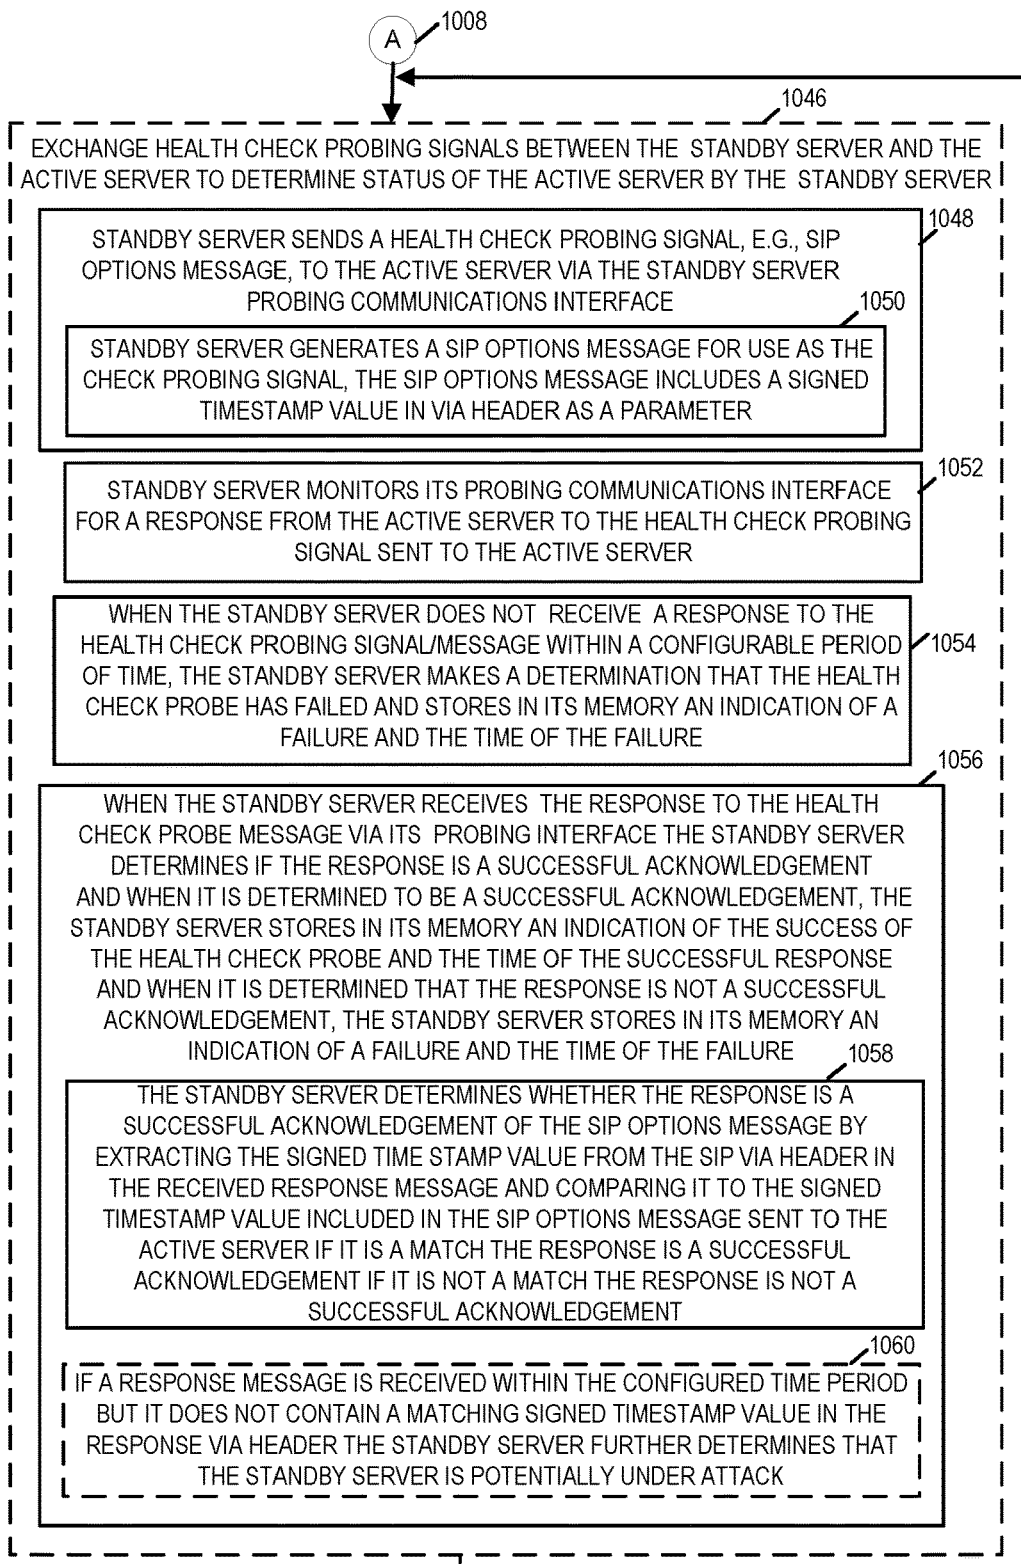 1008
A
1046
EXCHANGE HEALTH CHECK PROBING SIGNALS BETWEEN THE STANDBY SERVER AND THE
ACTIVE SERVER TO DETERMINE STATUS OF THE ACTIVE SERVER BY THE STANDBY SERVER
1048
STANDBY SERVER SENDS A HEALTH CHECK PROBING SIGNAL, E.G., SIP
OPTIONS MESSAGE, TO THE ACTIVE SERVER VIA THE STANDBY SERVER
PROBING COMMUNICATIONS INTERFACE
1050
STANDBY SERVER GENERATES A SIP OPTIONS MESSAGE FOR USE AS THE
CHECK PROBING SIGNAL, THE SIP OPTIONS MESSAGE INCLUDES A SIGNED
TIMESTAMP VALUE IN VIA HEADER AS A PARAMETER
1052
STANDBY SERVER MONITORS ITS PROBING COMMUNICATIONS INTERFACE
FOR A RESPONSE FROM THE ACTIVE SERVER TO THE HEALTH CHECK PROBING
SIGNAL SENT TO THE ACTIVE SERVER
WHEN THE STANDBY SERVER DOES NOT RECEIVE A RESPONSE TO THE
HEALTH CHECK PROBING SIGNAL/MESSAGE WITHIN A CONFIGURABLE PERIOD
1054
OF TIME, THE STANDBY SERVER MAKES A DETERMINATION THAT THE HEALTH
CHECK PROBE HAS FAILED AND STORES IN ITS MEMORY AN INDICATION OF A
FAILURE AND THE TIME OF THE FAILURE
1056
WHEN THE STANDBY SERVER RECEIVES THE RESPONSE TO THE HEALTH
CHECK PROBE MESSAGE VIA ITS PROBING INTERFACE THE STANDBY SERVER
DETERMINES IF THE RESPONSE IS A SUCCESSFUL ACKNOWLEDGEMENT
AND WHEN IT IS DETERMINED TO BE A SUCCESSFUL ACKNOWLEDGEMENT, THE
STANDBY SERVER STORES IN ITS MEMORY AN INDICATION OF THE SUCCESS OF
THE HEALTH CHECK PROBE AND THE TIME OF THE SUCCESSFUL RESPONSE
AND WHEN IT IS DETERMINED THAT THE RESPONSE IS NOT A SUCCESSFUL
ACKNOWLEDGEMENT, THE STANDBY SERVER STORES IN ITS MEMORY AN
INDICATION OF A FAILURE AND THE TIME OF THE FAILURE
1058
THE STANDBY SERVER DETERMINES WHETHER THE RESPONSE IS A
SUCCESSFUL ACKNOWLEDGEMENT OF THE SIP OPTIONS MESSAGE BY
EXTRACTING THE SIGNED TIME STAMP VALUE FROM THE SIP VIA HEADER IN
THE RECEIVED RESPONSE MESSAGE AND COMPARING IT TO THE SIGNED
TIMESTAMP VALUE INCLUDED IN THE SIP OPTIONS MESSAGE SENT TO THE
ACTIVE SERVER IF IT IS A MATCH THE RESPONSE IS A SUCCESSFUL
ACKNOWLEDGEMENT IF IT IS NOT A MATCH THE RESPONSE IS NOT A
SUCCESSFUL ACKNOWLEDGEMENT
1060
IF A RESPONSE MESSAGE IS RECEIVED WITHIN THE CONFIGURED TIME PERIOD
BUT IT DOES NOT CONTAIN A MATCHING SIGNED TIMESTAMP VALUE IN THE
RESPONSE VIA HEADER THE STANDBY SERVER FURTHER DETERMINES THAT
THE STANDBY SERVER IS POTENTIALLY UNDER ATTACK